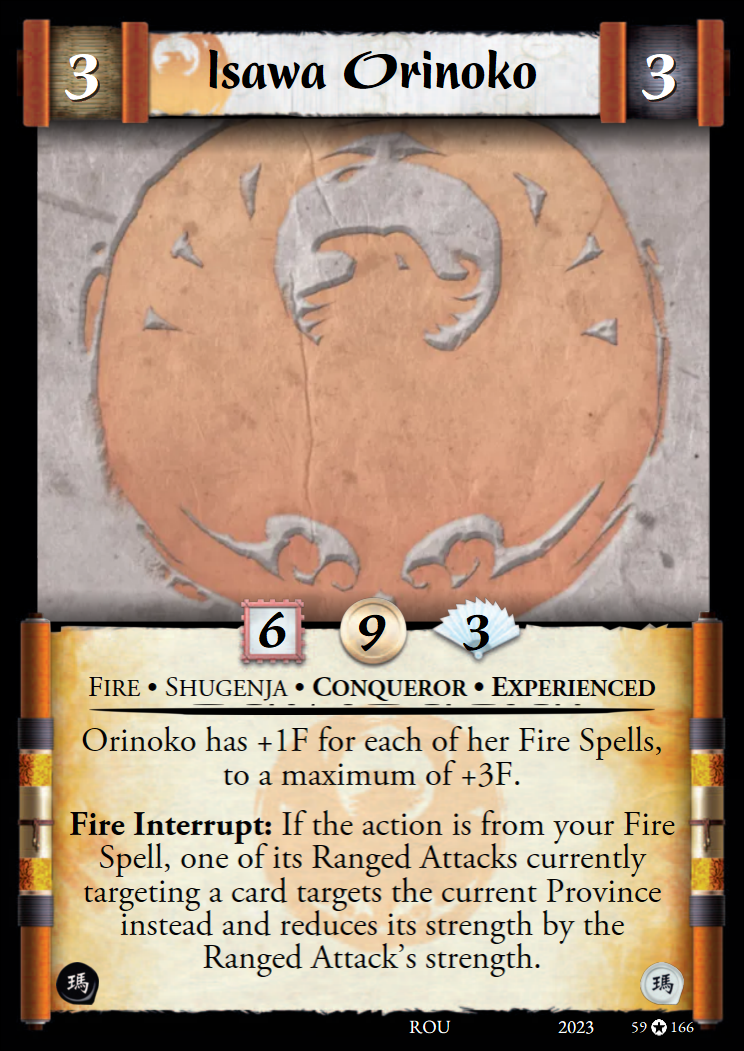 3 Isawa Orinoko 3
6 9 3
Fire • Shugenja • Conqueror • Experienced
Orinoko has +1F for each of her Fire Spells,
to a maximum of +3F.
Fire Interrupt: If the action is from your Fire
Spell, one of its Ranged Attacks currently
targeting a card targets the current Province
instead and reduces its strength by the
Ranged Attack's strength.
瑪 瑪
ROU 2023 59 ✪ 166